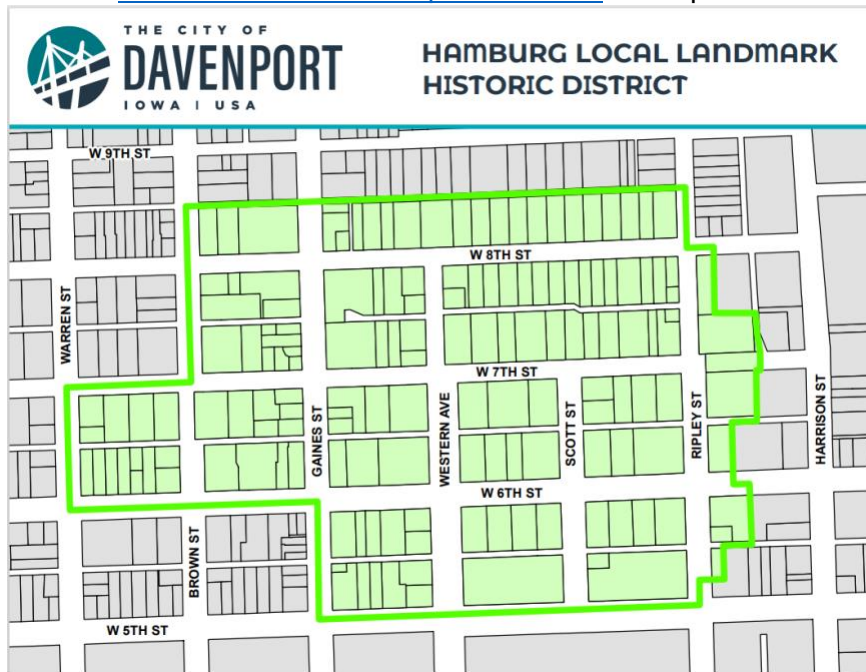 THE CITY OF
DAVENPORT
IOWA | USA
HAMBURG LOCAL LANDMARK
HISTORIC DISTRICT
W 9TH ST
W 8TH ST
WARREN ST
W 7TH ST
GAINES ST
WESTERN AVE
SCOTT ST
RIPLEY ST
HARRISON ST
W 6TH ST
BROWN ST
W 5TH ST